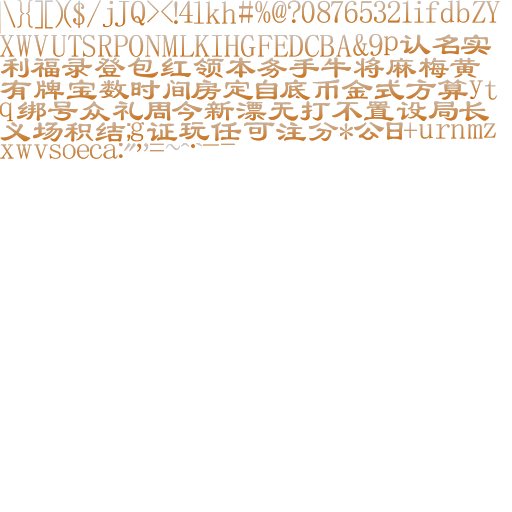 |\}{][)($/jJQ><!41kh#%@?08765321ifdbZY
XWVUTSRPONMLKIHGFEDCBA&9p认名实
利福录登包红领本务手牛将麻梅黄
有牌宝数时间房定自底币金式方算yt
q绑号众礼周今新漂无打不置设局长
义场积结;g证玩任可注分*公日+urnmz
xwvsoeca:"",=~^·`—=